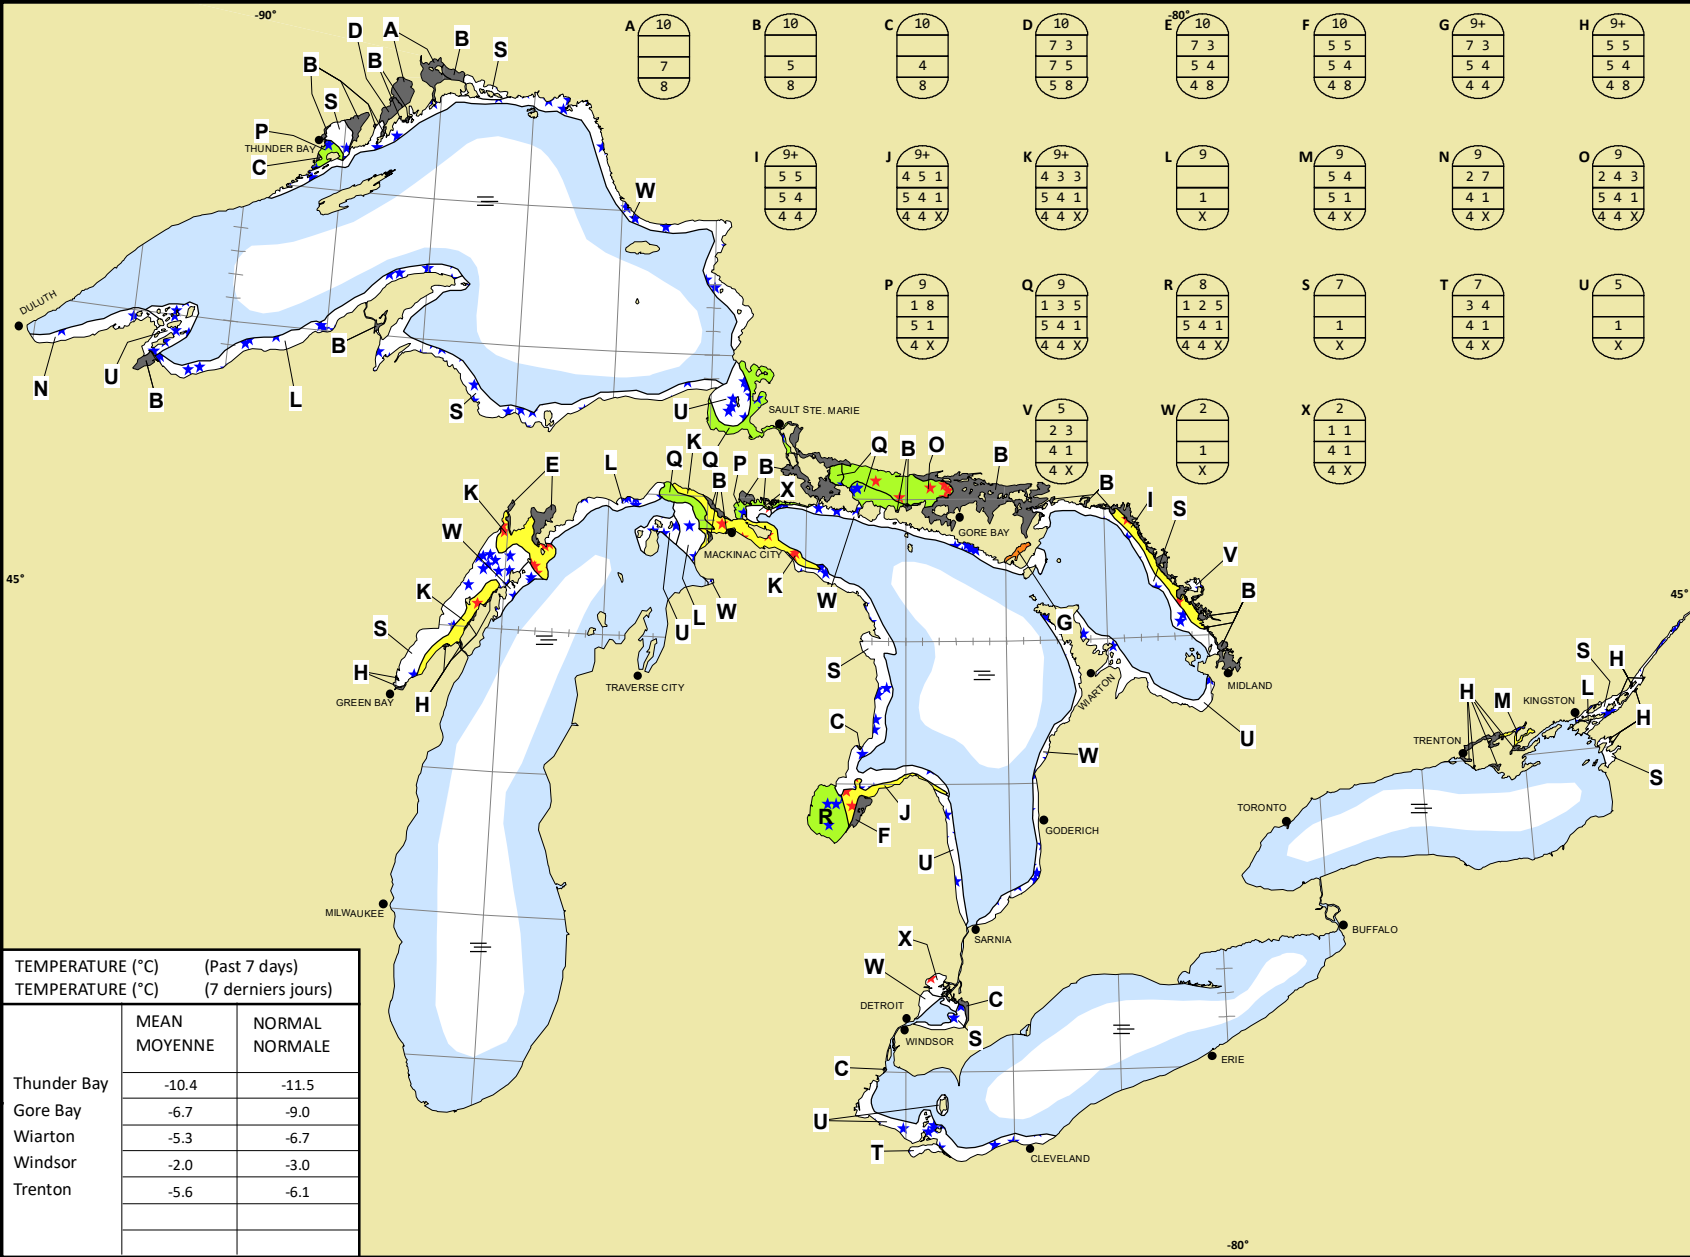 -90°
-80°
A 10
7
8
B 10
5
8
C 10
4
8
D 10
7 3
7 5
5 8
E 10
7 3
5 4
4 8
F 10
5 5
5 4
4 8
G 9+
7 3
5 4
4 4
H 9+
5 5
5 4
4 8
I 9+
5 5
5 4
4 4
J 9+
4 5 1
5 4 1
4 4 X
K 9+
4 3 3
5 4 1
4 4 X
L 9
1
X
M 9
5 4
5 1
4 X
N 9
2 7
4 1
4 X
O 9
2 4 3
5 4 1
4 4 X
P 9
1 8
5 1
4 X
Q 9
1 3 5
5 4 1
4 4 X
R 8
1 2 5
5 4 1
4 4 X
S 7
1
X
T 7
3 4
4 1
4 X
U 5
1
X
V 5
2 3
4 1
4 X
W 2
1
X
X 2
1 1
4 1
4 X
D A B S
B B
S
P
THUNDER BAY
C
W
DULUTH
N U B L B S
U
SAULT STE. MARIE
K
Q Q P B X
B
Q B O B
E L
K
W
MACKINAC CITY
GORE BAY
B I S
V
B
45°
45°
K
S
H
H
GREEN BAY
U L W
K W
TRAVERSE CITY
S
C
G
WIARTON
MIDLAND
U
W
S H
H M KINGSTON L
H
TRENTON
S
TORONTO
R J
F
GODERICH
U
MILWAUKEE
SARNIA
BUFFALO
X
W
DETROIT
C
WINDSOR
S
C
ERIE
U
T
CLEVELAND
TEMPERATURE (°C) (Past 7 days)
TEMPERATURE (°C) (7 derniers jours)
MEAN NORMAL
MOYENNE NORMALE
Thunder Bay -10.4 -11.5
Gore Bay -6.7 -9.0
Wiarton -5.3 -6.7
Windsor -2.0 -3.0
Trenton -5.6 -6.1
-80°